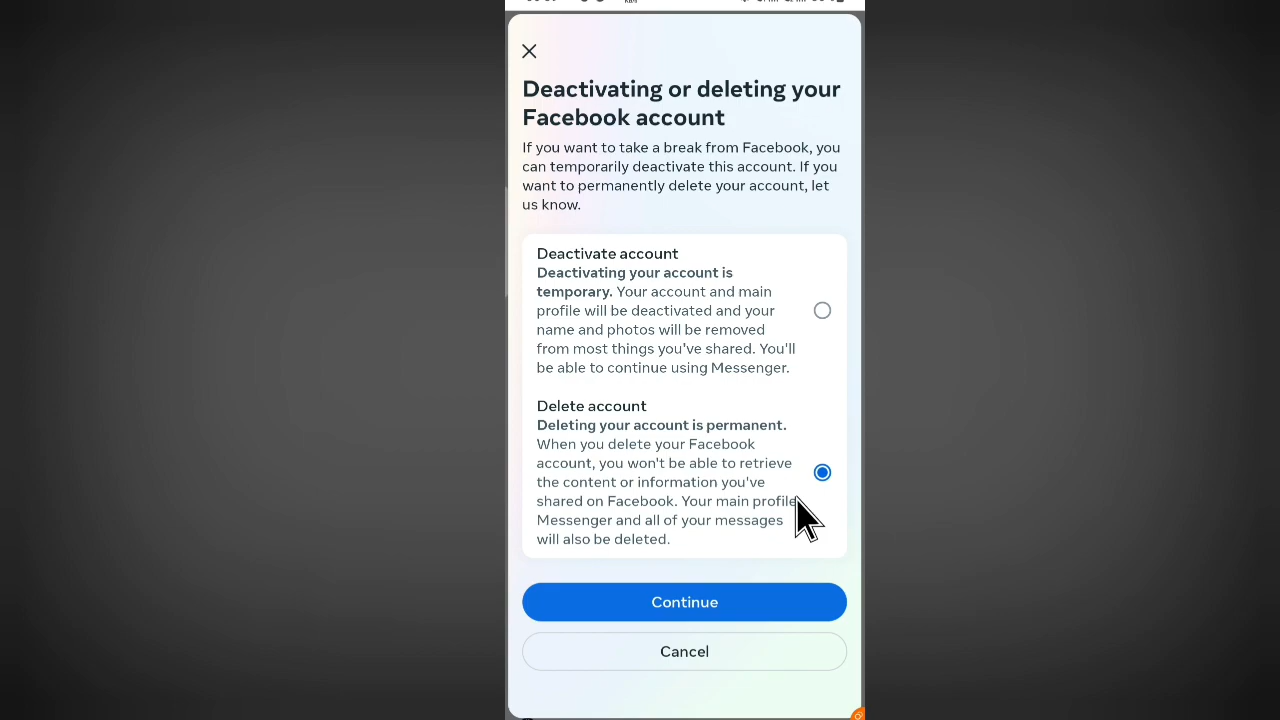 Deactivating or deleting your
Facebook account
If you want to take a break from Facebook, you
can temporarily deactivate this account. If you
want to permanently delete your account, let
us know.
Deactivate account
Deactivating your account is
temporary. Your account and main
profile will be deactivated and your
name and photos will be removed
from most things you've shared. You'll
be able to continue using Messenger.
Delete account
Deleting your account is permanent.
When you delete your Facebook
account, you won't be able to retrieve
the content or information you've
shared on Facebook. Your main profile
Messenger and all of your messages
will also be deleted.
Continue
Cancel